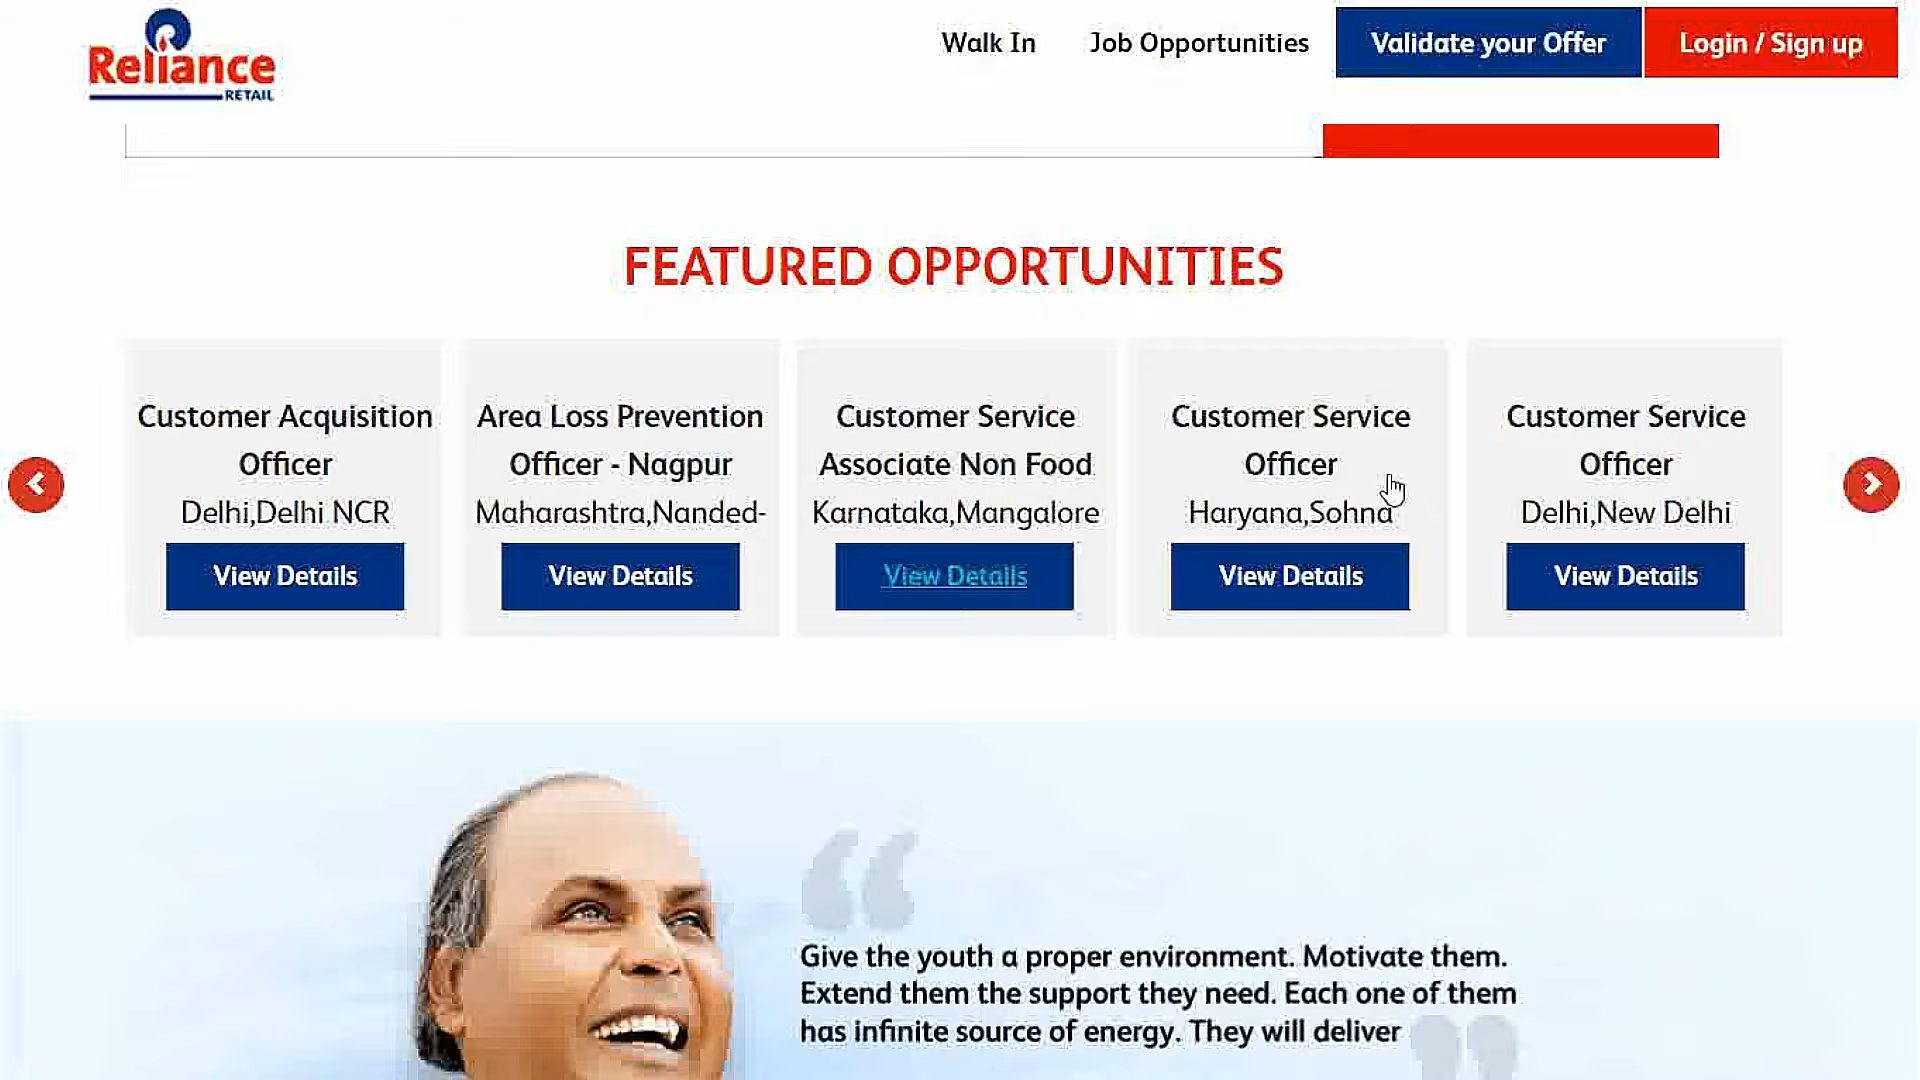 Reliance
RETAIL
Walk In
Job Opportunities
Validate your Offer
Login / Sign up
FEATURED OPPORTUNITIES
Customer Acquisition
Officer
Delhi,Delhi NCR
View Details
Area Loss Prevention
Officer - Nagpur
Maharashtra,Nanded-
View Details
Customer Service
Associate Non Food
Karnataka,Mangalore
View Details
Customer Service
Officer
Haryana,Sohna
View Details
Customer Service
Officer
Delhi,New Delhi
View Details
Give the youth a proper environment. Motivate them.
Extend them the support they need. Each one of them
has infinite source of energy. They will deliver